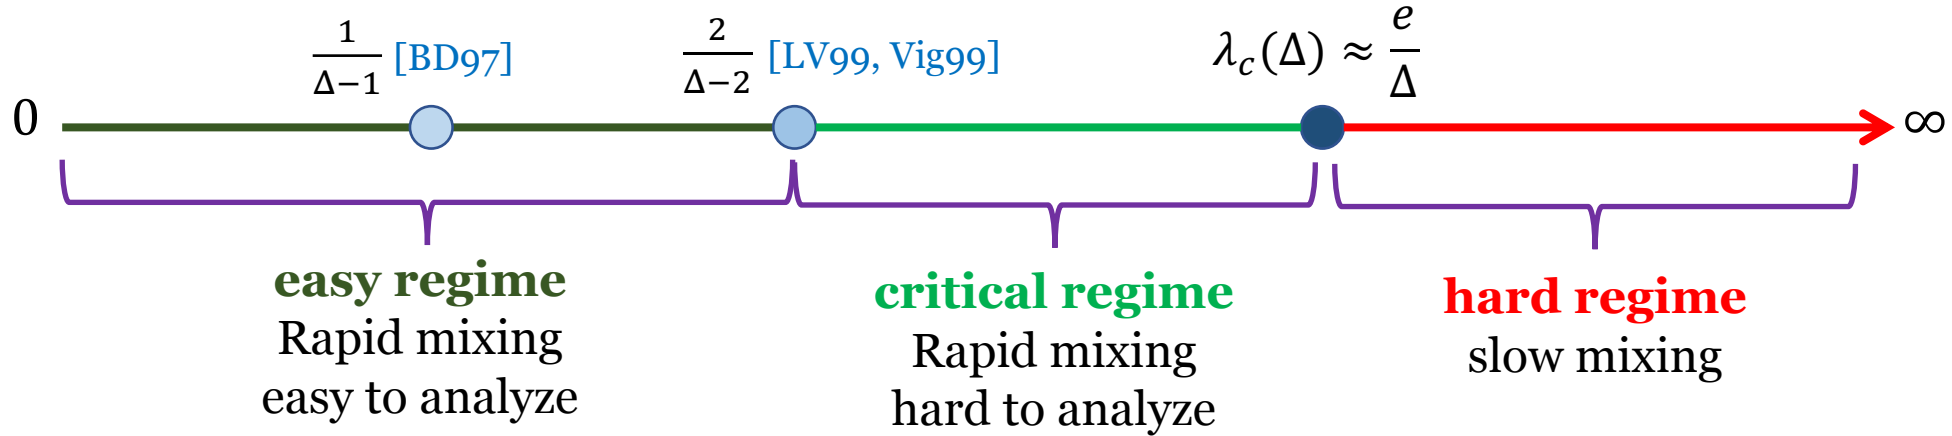 1/(Δ−1) [BD97]
2/(Δ−2) [LV99, Vig99]
λ_c(Δ) ≈ e/Δ
0
∞
easy regime
Rapid mixing
easy to analyze
critical regime
Rapid mixing
hard to analyze
hard regime
slow mixing